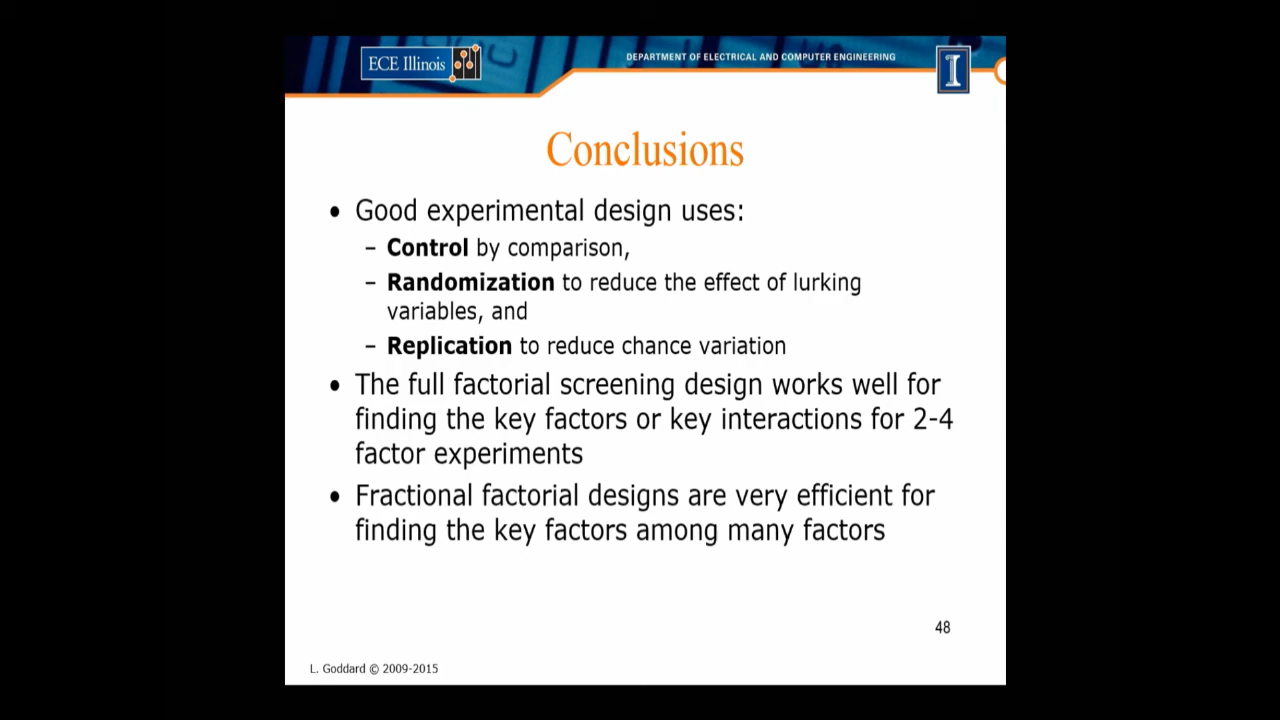 ECE Illinois
DEPARTMENT OF ELECTRICAL AND COMPUTER ENGINEERING
I
Conclusions
• Good experimental design uses:
– Control by comparison,
– Randomization to reduce the effect of lurking
variables, and
– Replication to reduce chance variation
• The full factorial screening design works well for
finding the key factors or key interactions for 2-4
factor experiments
• Fractional factorial designs are very efficient for
finding the key factors among many factors
48
L. Goddard © 2009-2015